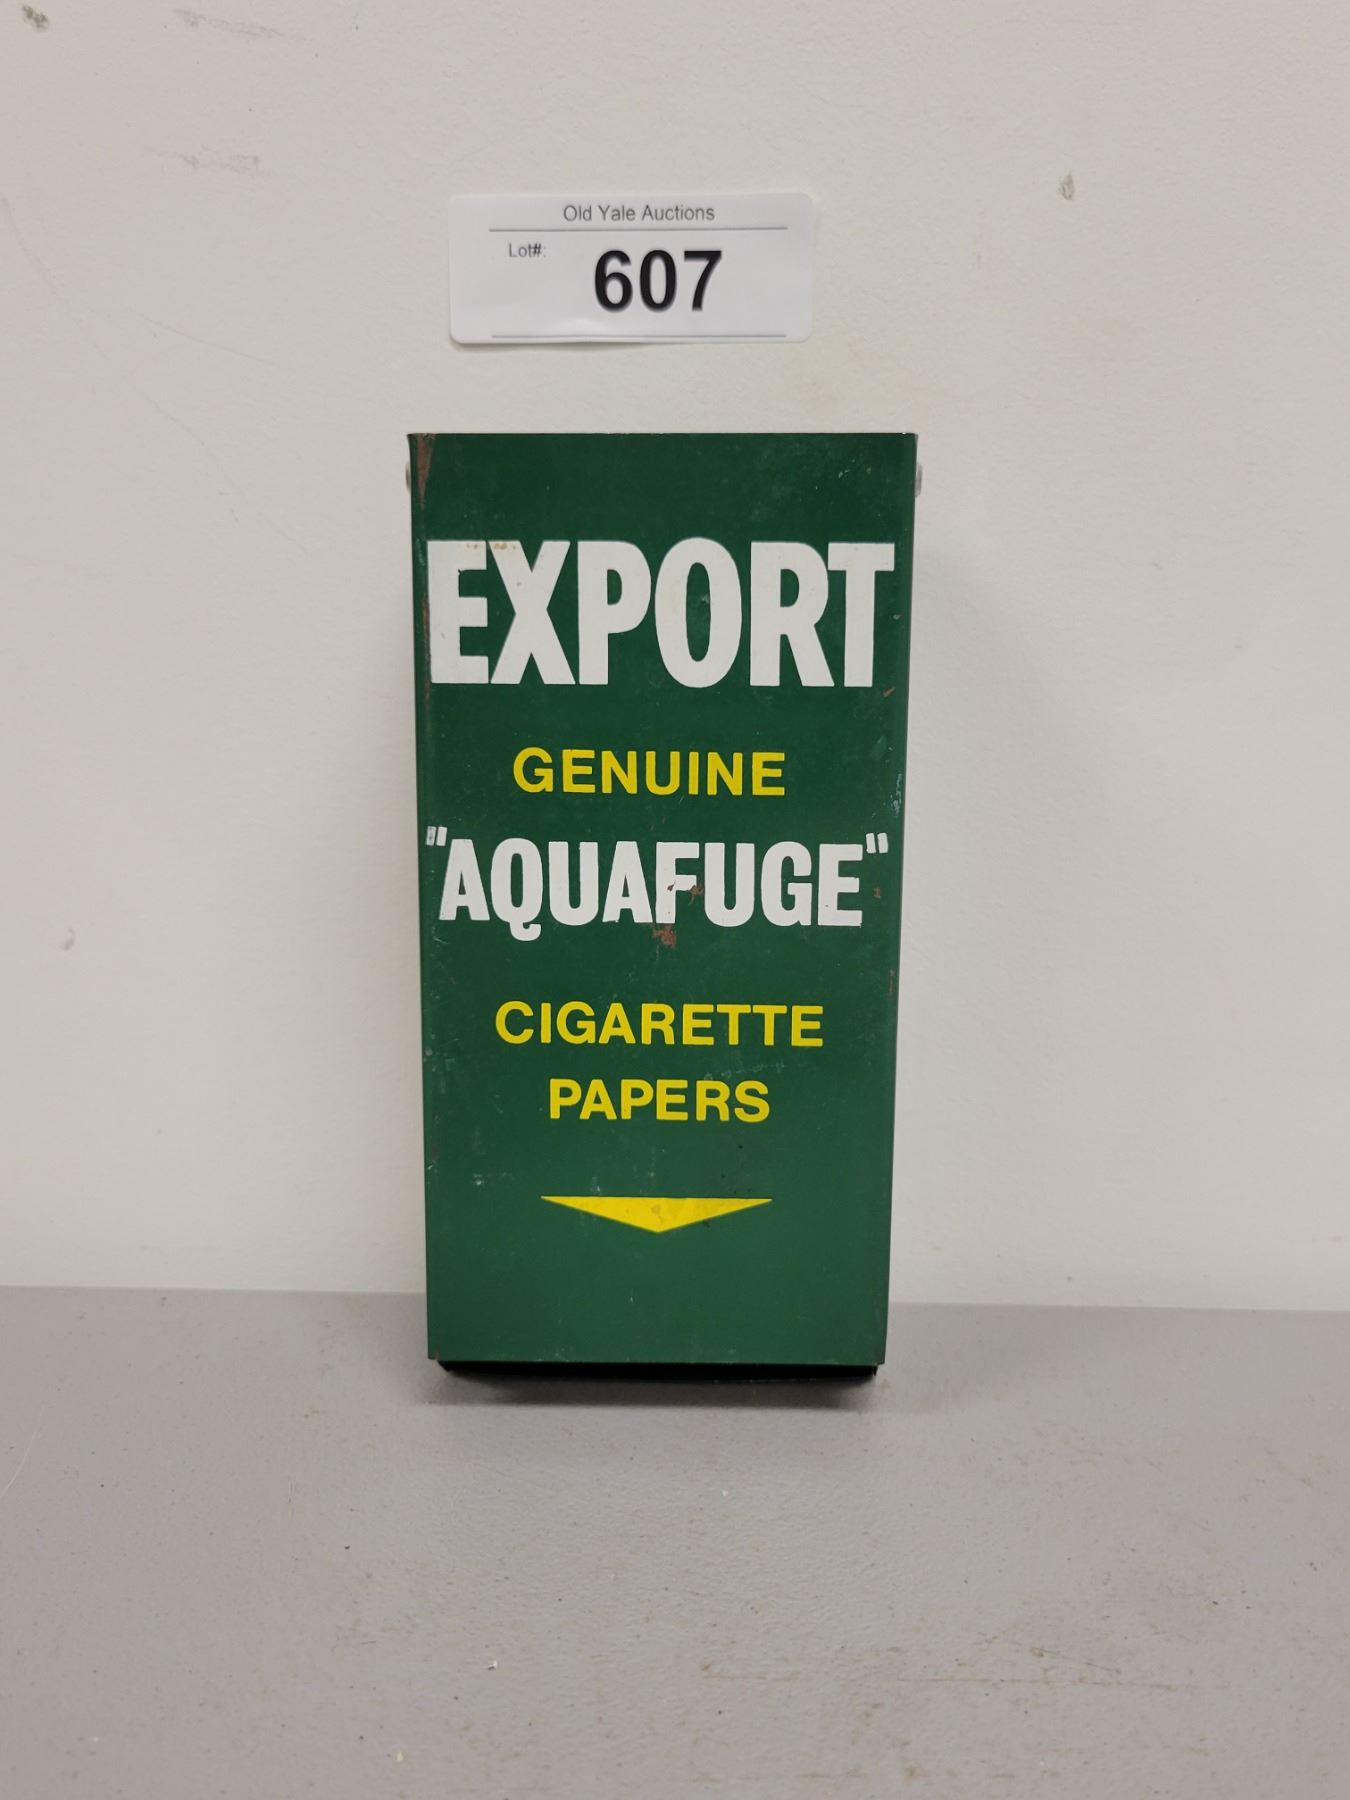 Old Yale Auctions
Lot#:
607
EXPORT
GENUINE
"AQUAFUGE"
CIGARETTE
PAPERS